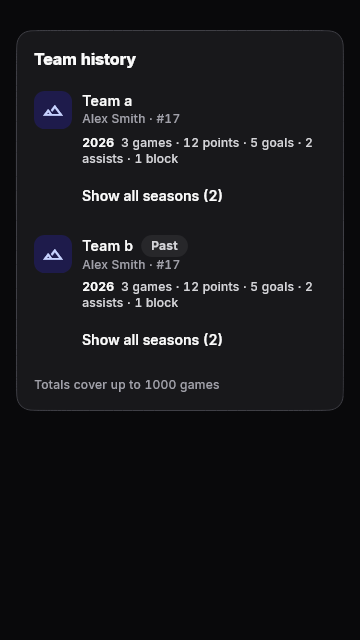 Team history
Team a
Alex Smith · #17
2026 3 games · 12 points · 5 goals · 2
assists · 1 block
Show all seasons (2)
Team b Past
Alex Smith · #17
2026 3 games · 12 points · 5 goals · 2
assists · 1 block
Show all seasons (2)
Totals cover up to 1000 games